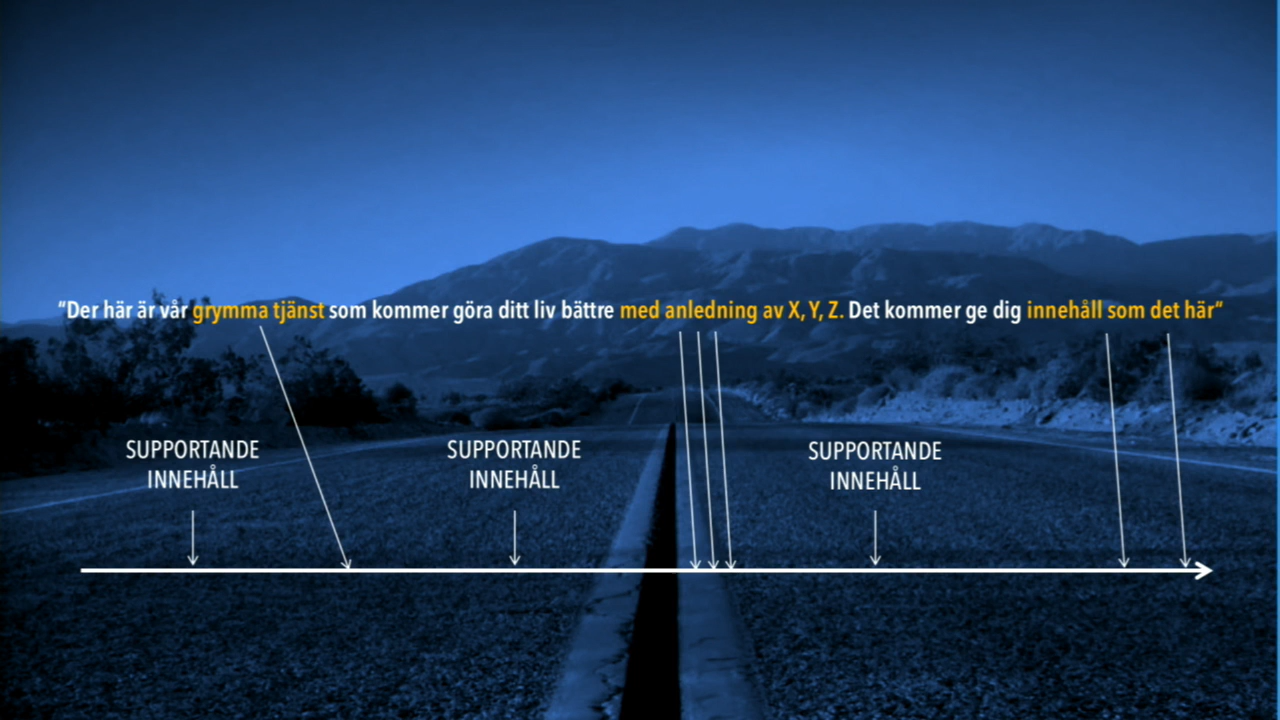 “Der här är vår grymma tjänst som kommer göra ditt liv bättre med anledning av X, Y, Z. Det kommer ge dig innehåll som det här“
SUPPORTANDE
INNEHÅLL
SUPPORTANDE
INNEHÅLL
SUPPORTANDE
INNEHÅLL